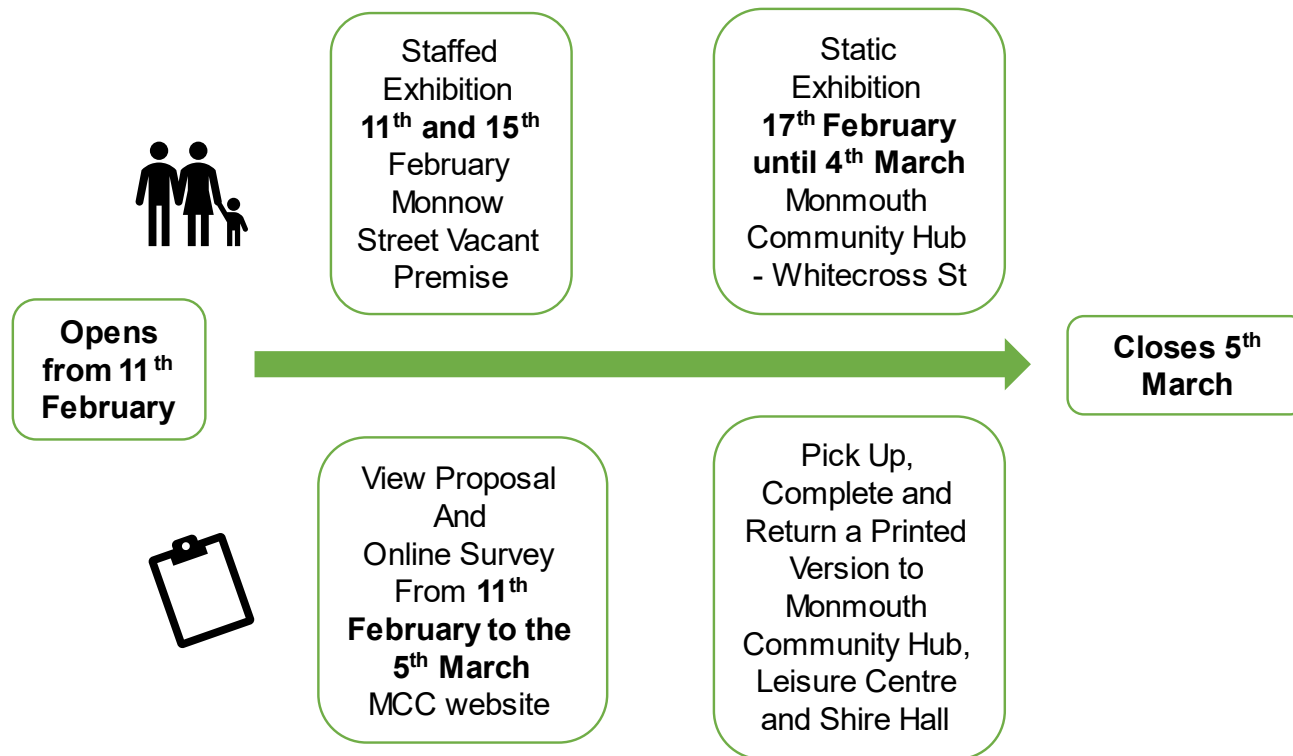 Staffed
Exhibition
11th and 15th
February
Monnow
Street Vacant
Premise
Static
Exhibition
17th February
until 4th March
Monmouth
Community Hub
- Whitecross St
Opens
from 11th
February
Closes 5th
March
View Proposal
And
Online Survey
From 11th
February to the
5th March
MCC website
Pick Up,
Complete and
Return a Printed
Version to
Monmouth
Community Hub,
Leisure Centre
and Shire Hall